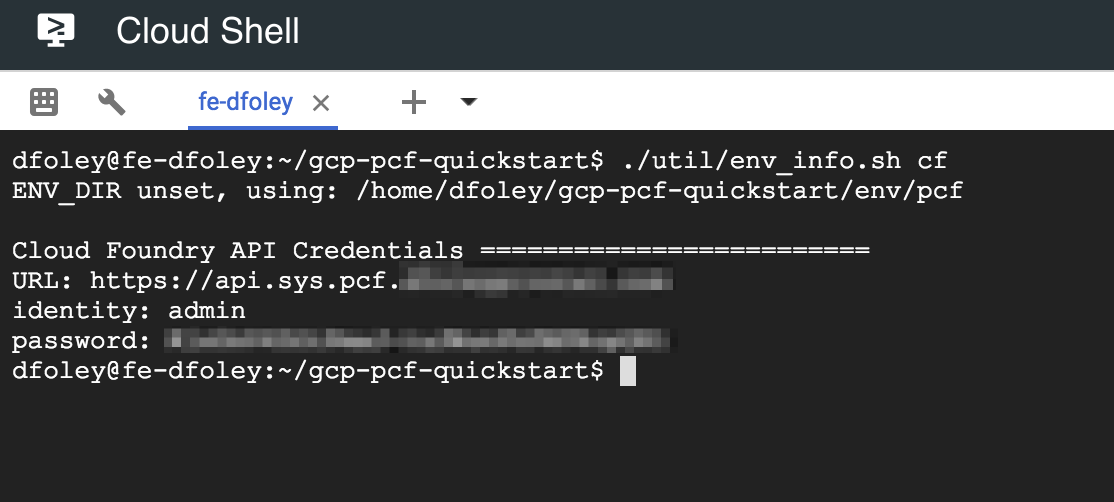 Cloud Shell
fe-dfoley
dfoley@fe-dfoley:~/gcp-pcf-quickstart$ ./util/env_info.sh cf
ENV_DIR unset, using: /home/dfoley/gcp-pcf-quickstart/env/pcf
Cloud Foundry API Credentials =========================
URL: https://api.sys.pcf.
identity: admin
password:
dfoley@fe-dfoley:~/gcp-pcf-quickstart$